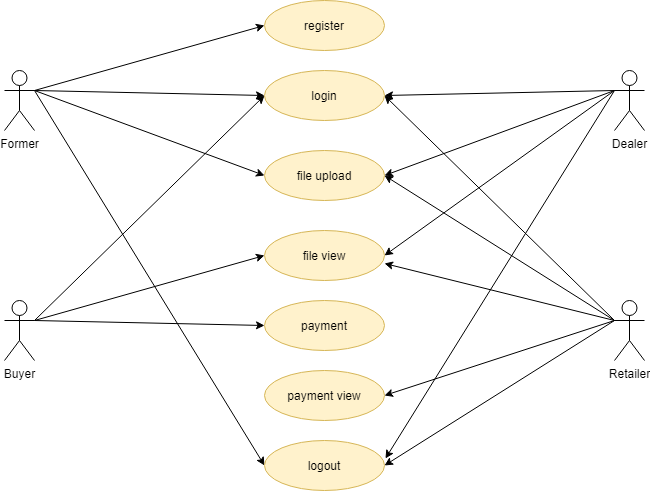 register
login
Former
Dealer
file upload
file view
payment
Buyer
Retailer
payment view
logout